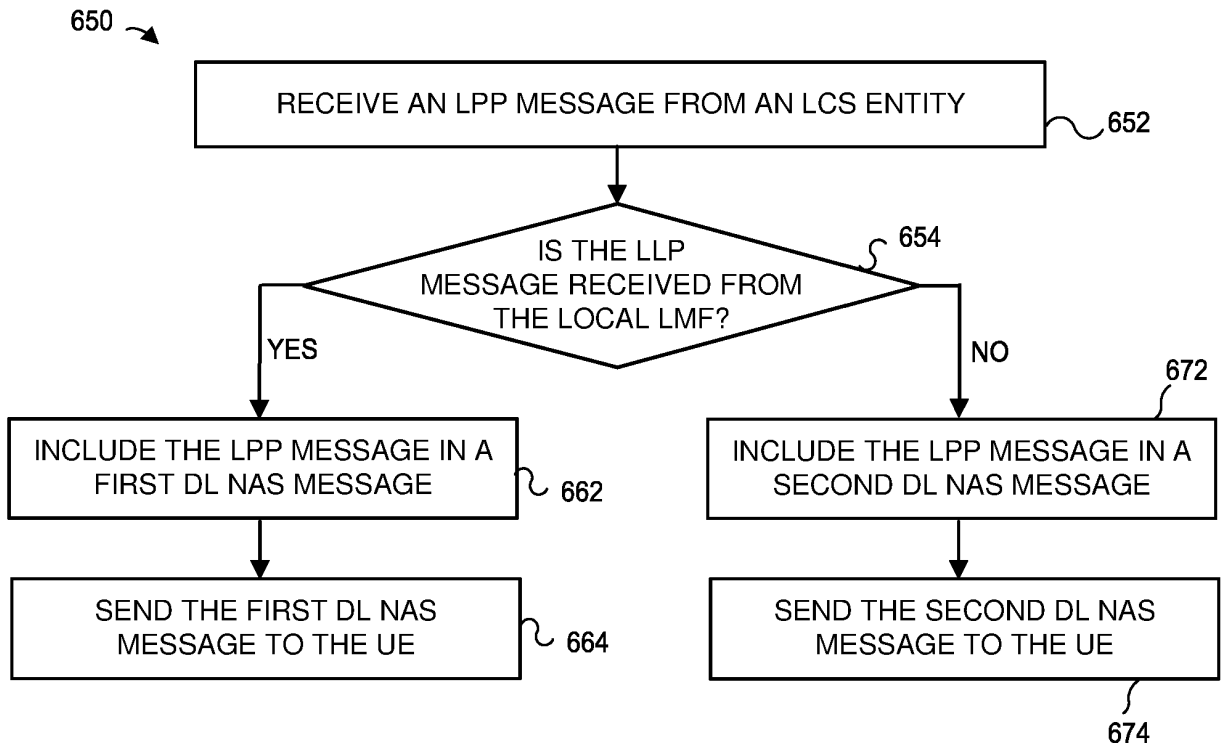 650
RECEIVE AN LPP MESSAGE FROM AN LCS ENTITY
652
IS THE LLP
MESSAGE RECEIVED FROM
THE LOCAL LMF?
654
YES
NO
672
INCLUDE THE LPP MESSAGE IN A
FIRST DL NAS MESSAGE
662
INCLUDE THE LPP MESSAGE IN A
SECOND DL NAS MESSAGE
SEND THE FIRST DL NAS
MESSAGE TO THE UE
664
SEND THE SECOND DL NAS
MESSAGE TO THE UE
674